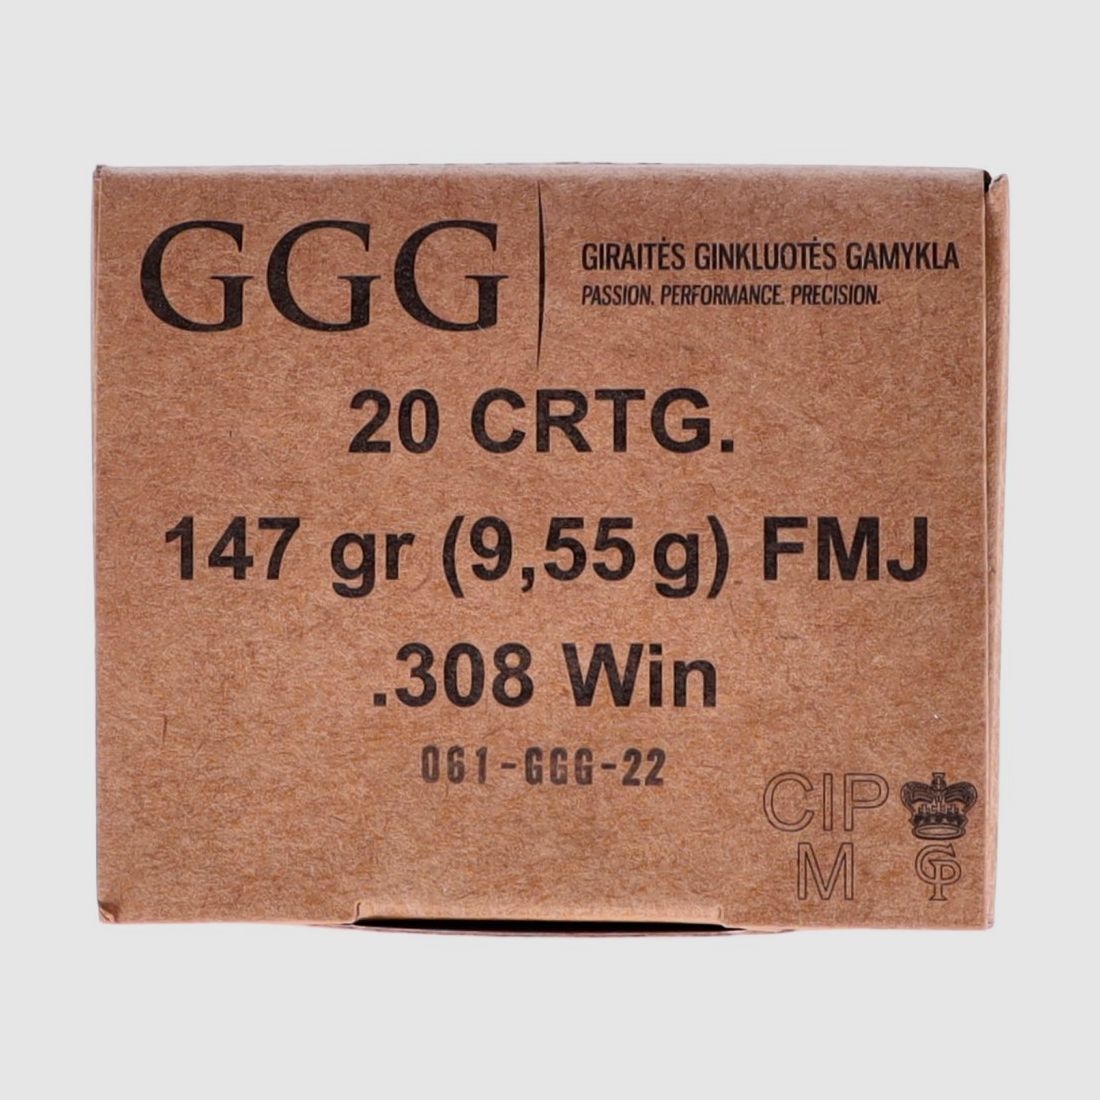 GGG
GIRAITĖS GINKLUOTĖS GAMYKLA
PASSION. PERFORMANCE. PRECISION.
20 CRTG.
147 gr (9,55 g) FMJ
.308 Win
061-GGG-22
CIP
M
GP